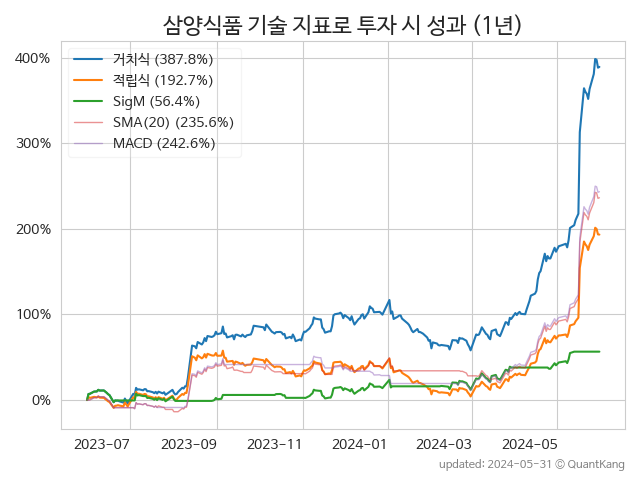 삼양식품 기술 지표로 투자 시 성과 (1년)
400%
300%
200%
100%
0%
거치식 (387.8%)
적립식 (192.7%)
SigM (56.4%)
SMA(20) (235.6%)
MACD (242.6%)
2023-07
2023-09
2023-11
2024-01
2024-03
2024-05
updated: 2024-05-31 © QuantKang